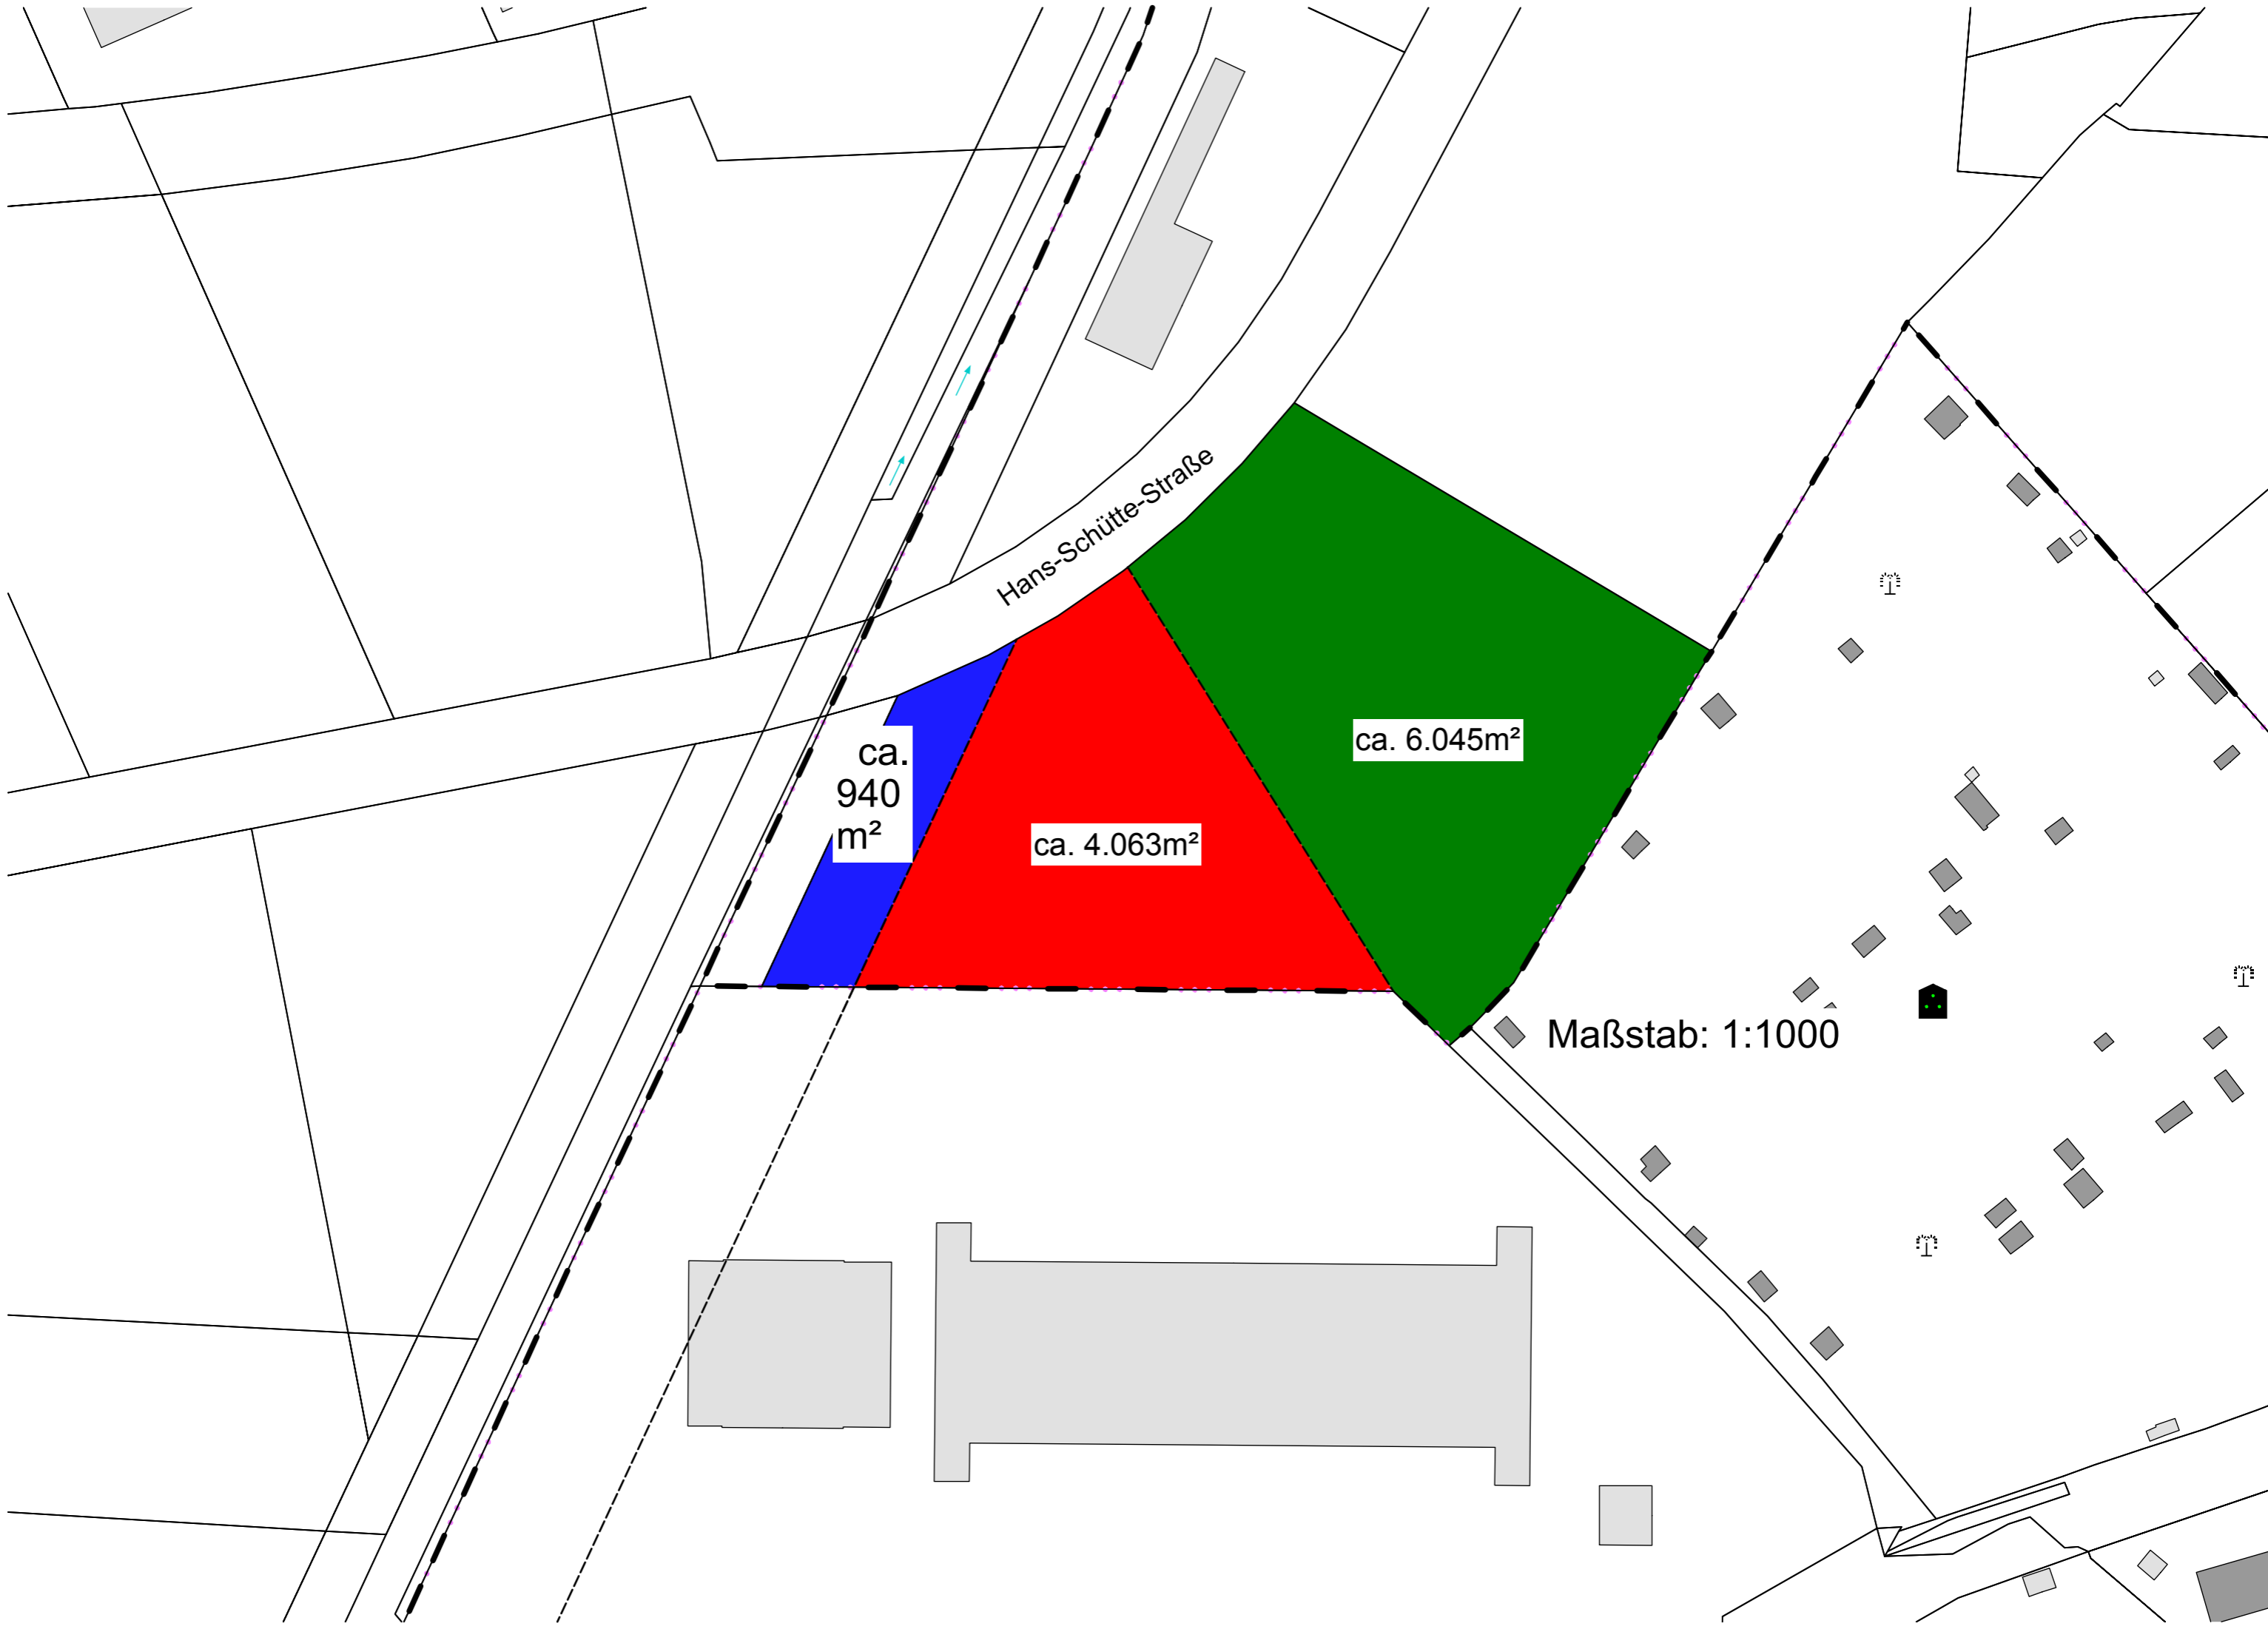 Hans-Schütte-Straße
ca.
940
m²
ca. 4.063m²
ca. 6.045m²
Maßstab: 1:1000